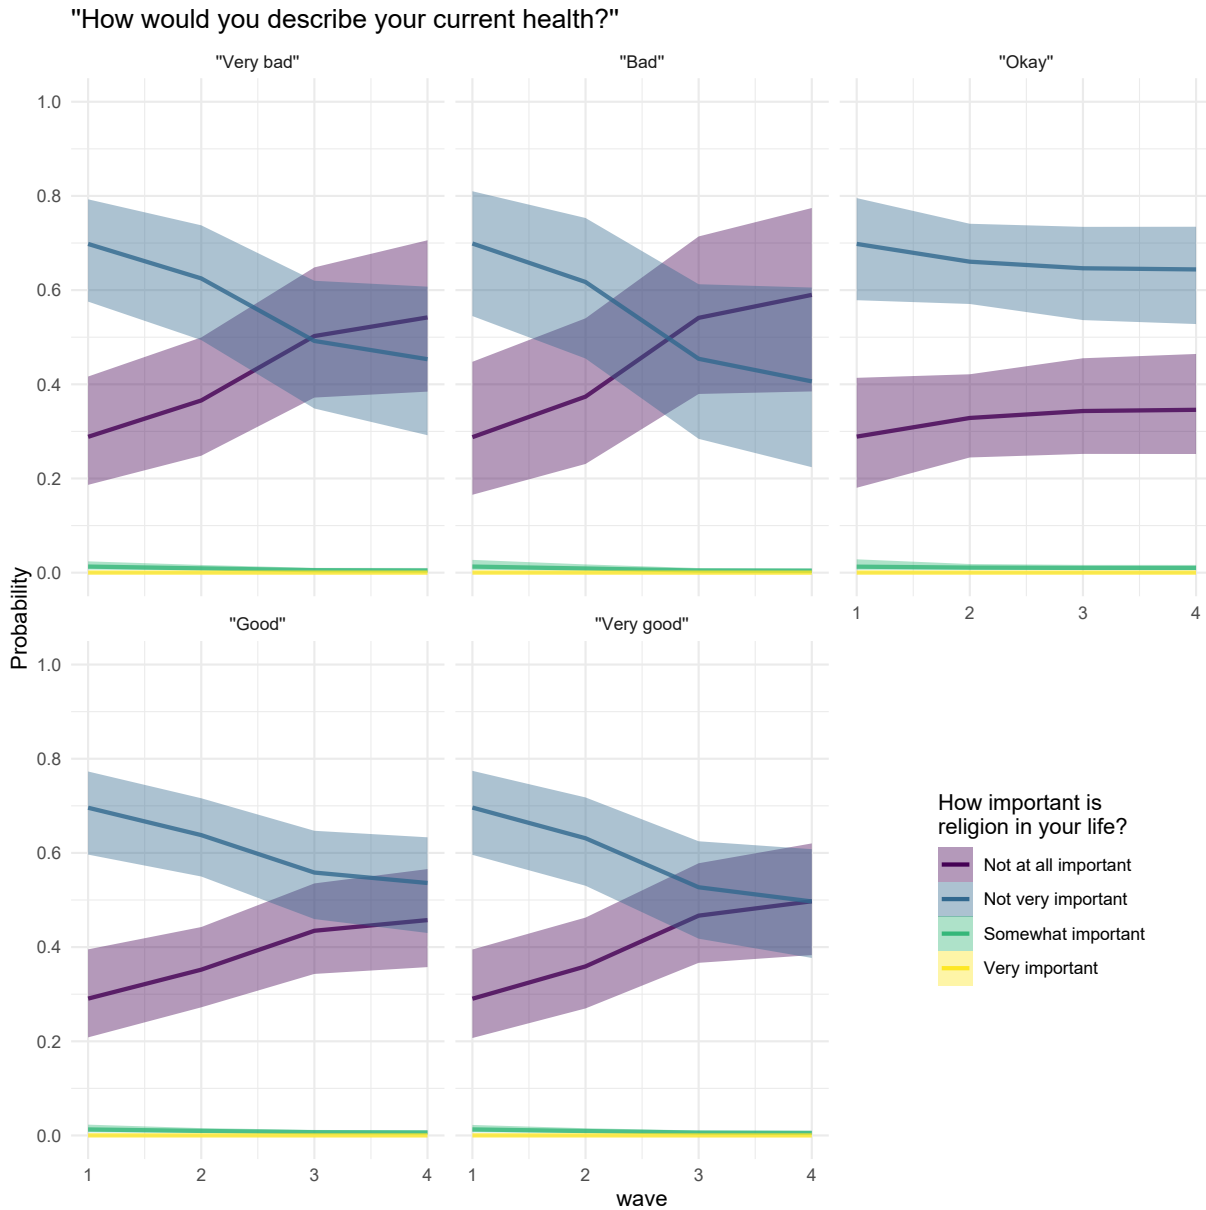 "How would you describe your current health?"
"Very bad"
"Bad"
"Okay"
1.0
0.8
0.6
0.4
0.2
0.0
1 2 3 4
Probability
"Good"
"Very good"
1.0
0.8
0.6
0.4
0.2
0.0
1 2 3 4
1 2 3 4
wave
How important is
religion in your life?
Not at all important
Not very important
Somewhat important
Very important